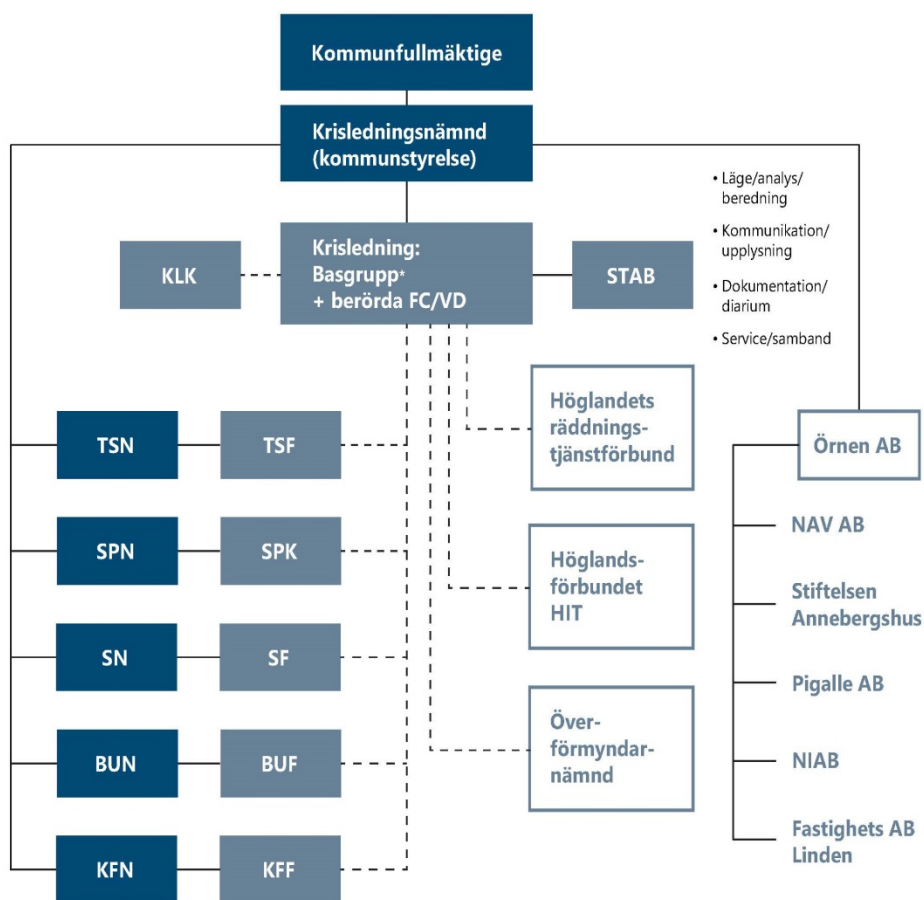 Kommunfullmäktige
Krisledningsnämnd
(kommunstyrelse)
• Läge/analys/
beredning
• Kommunikation/
upplysning
• Dokumentation/
diarium
• Service/samband
KLK
Krisledning:
Basgrupp*
+ berörda FC/VD
STAB
TSN
TSF
SPN
SPK
SN
SF
BUN
BUF
KFN
KFF
Höglandets
räddnings-
tjänstförbund
Höglands-
förbundet
HIT
Över-
förmyndar-
nämnd
Örnen AB
NAV AB
Stiftelsen
Annebergshus
Pigalle AB
NIAB
Fastighets AB
Linden